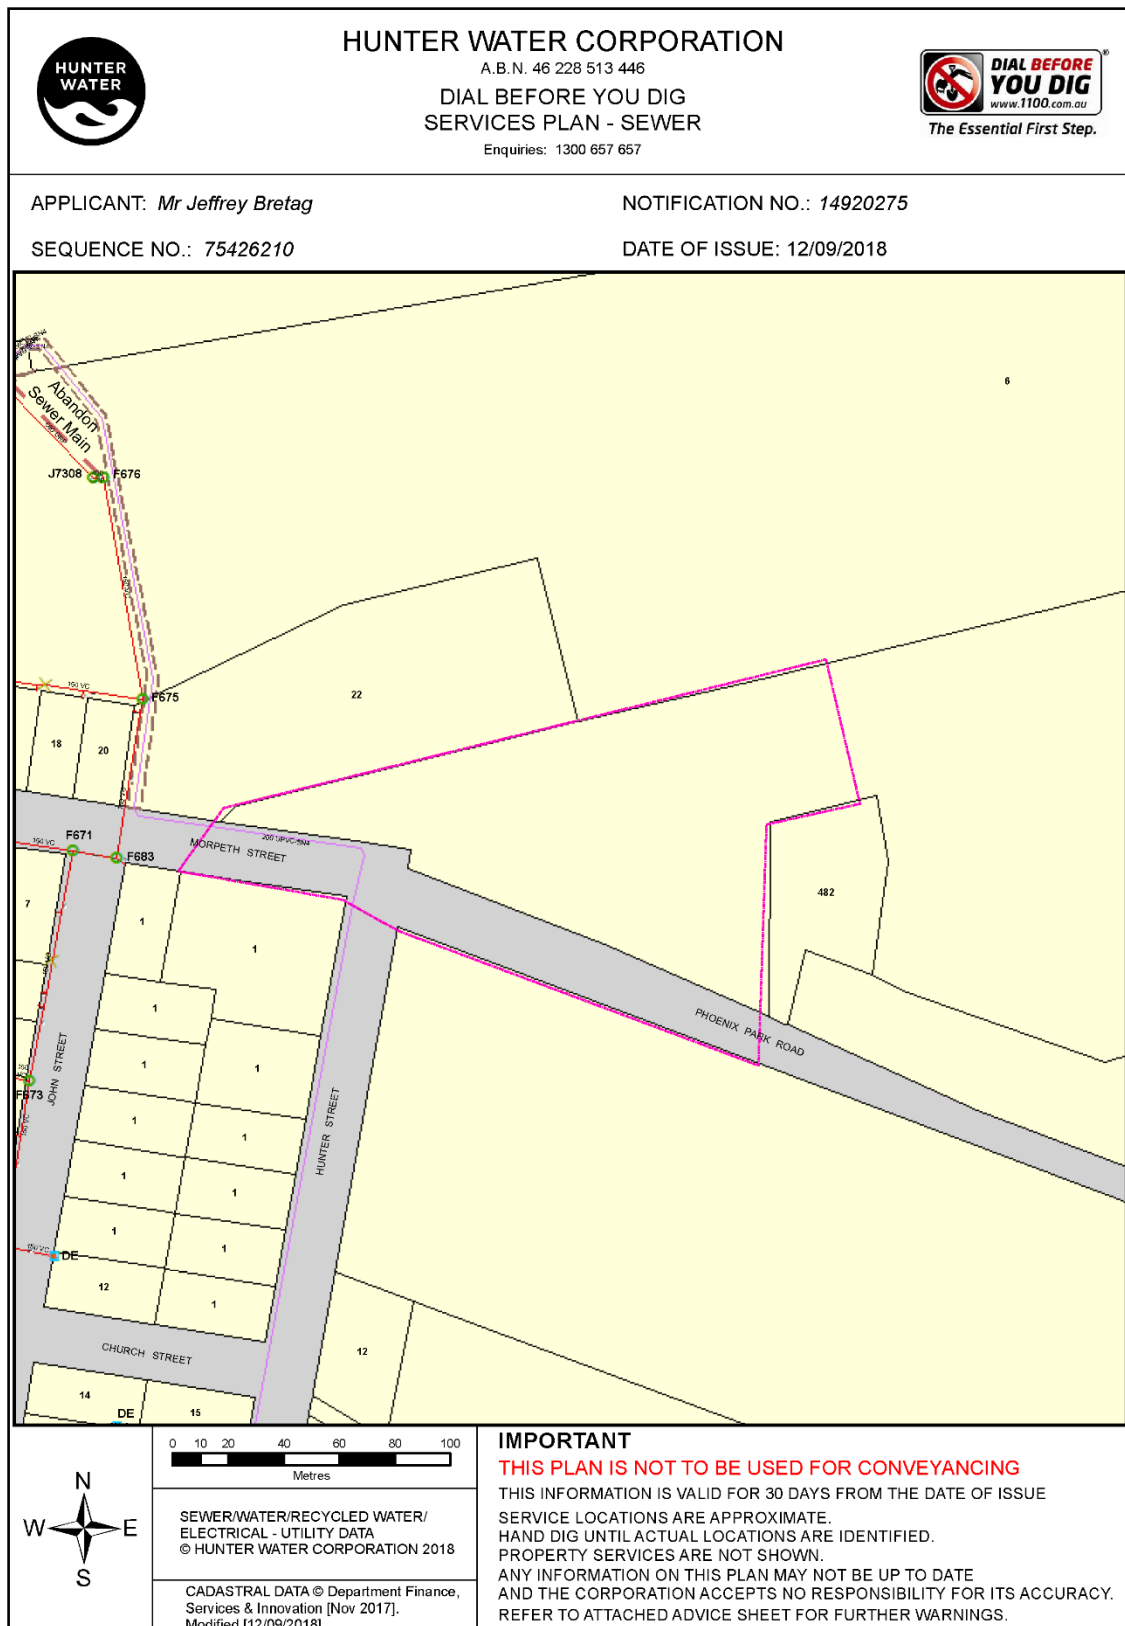 HUNTER WATER CORPORATION
A.B.N. 46 228 513 446
DIAL BEFORE YOU DIG
SERVICES PLAN - SEWER
Enquiries: 1300 657 657
HUNTER
WATER
DIAL BEFORE
YOU DIG
www.1100.com.au
®
The Essential First Step.
APPLICANT: Mr Jeffrey Bretag
NOTIFICATION NO.: 14920275
SEQUENCE NO.: 75426210
DATE OF ISSUE: 12/09/2018
6
Abandon
Sewer Main
J7308
F676
F675
22
150 VC
18
20
F671
150 VC
F683
MORPETH STREET
200 UPVC-SN4
482
7
1
1
1
1
1
1
1
1
1
1
1
1
12
F673
150 VC
JOHN STREET
HUNTER STREET
PHOENIX PARK ROAD
150 VC
DE
CHURCH STREET
12
14
DE
15
0 10 20 40 60 80 100
Metres
N
W E
S
SEWER/WATER/RECYCLED WATER/
ELECTRICAL - UTILITY DATA
© HUNTER WATER CORPORATION 2018
CADASTRAL DATA © Department Finance,
Services & Innovation [Nov 2017].
Modified [12/09/2018]
IMPORTANT
THIS PLAN IS NOT TO BE USED FOR CONVEYANCING
THIS INFORMATION IS VALID FOR 30 DAYS FROM THE DATE OF ISSUE
SERVICE LOCATIONS ARE APPROXIMATE.
HAND DIG UNTIL ACTUAL LOCATIONS ARE IDENTIFIED.
PROPERTY SERVICES ARE NOT SHOWN.
ANY INFORMATION ON THIS PLAN MAY NOT BE UP TO DATE
AND THE CORPORATION ACCEPTS NO RESPONSIBILITY FOR ITS ACCURACY.
REFER TO ATTACHED ADVICE SHEET FOR FURTHER WARNINGS.